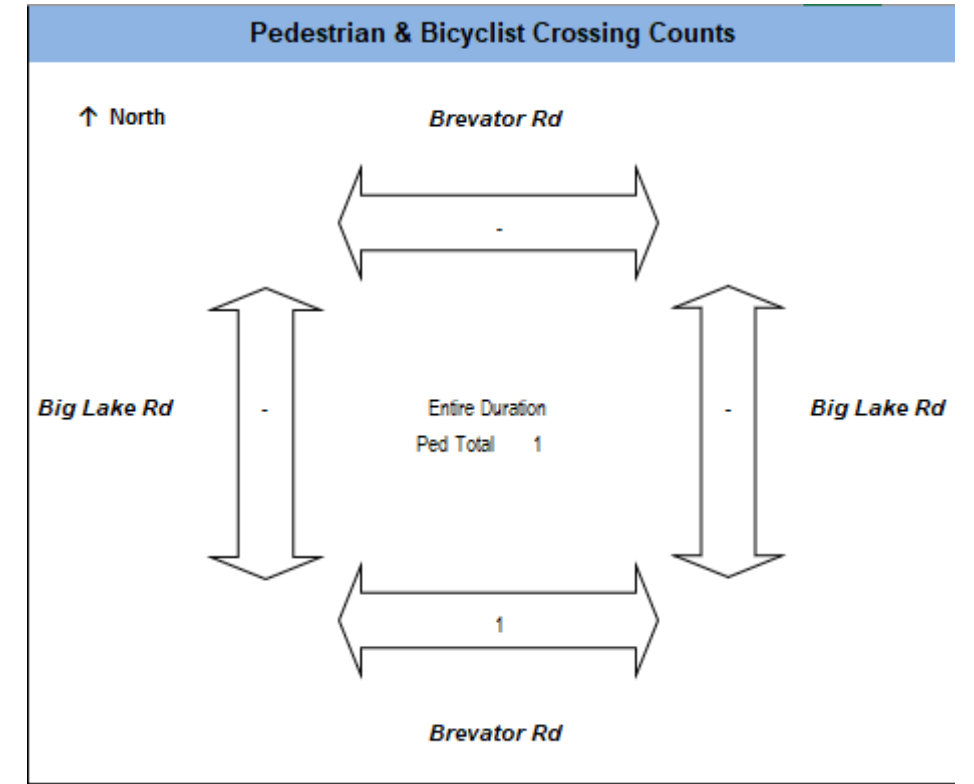 Pedestrian & Bicyclist Crossing Counts
↑ North
Brevator Rd
-
Big Lake Rd
-
Entire Duration
Ped Total 1
-
Big Lake Rd
1
Brevator Rd